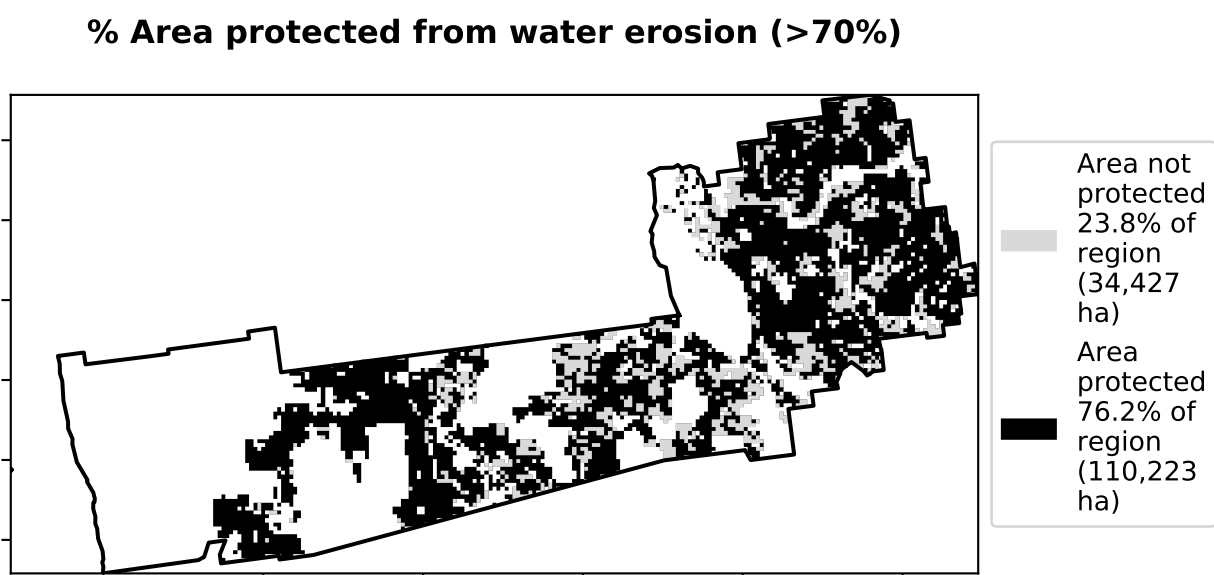 % Area protected from water erosion (>70%)
Area not
protected
23.8% of
region
(34,427
ha)
Area
protected
76.2% of
region
(110,223
ha)